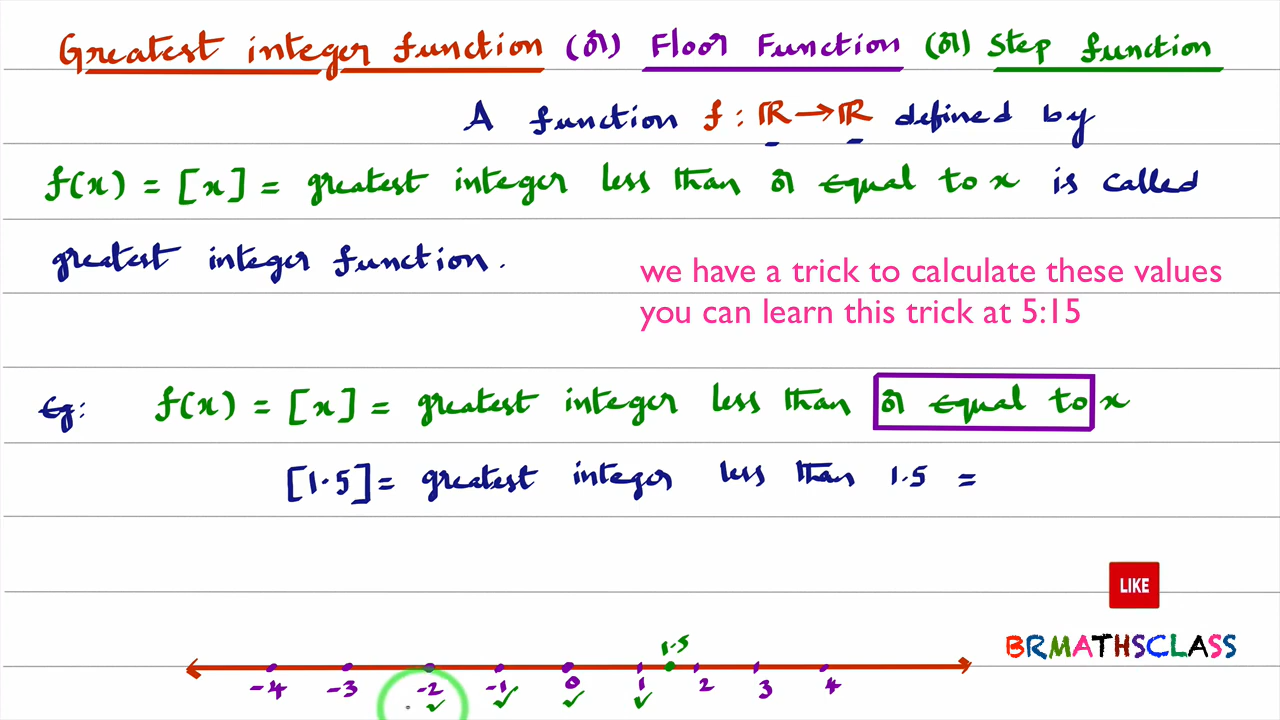 Greatest integer function (or) Floor Function (or) Step function
A function f : ℝ → ℝ defined by
f(x) = [x] = greatest integer less than or equal to x is called
greatest integer function.
we have a trick to calculate these values
you can learn this trick at 5:15
Eg: f(x) = [x] = greatest integer less than or equal to x
[1.5] = greatest integer less than 1.5 =
LIKE
BRMATHSCLASS
1.5
-4 -3 -2 -1 0 1 2 3 4